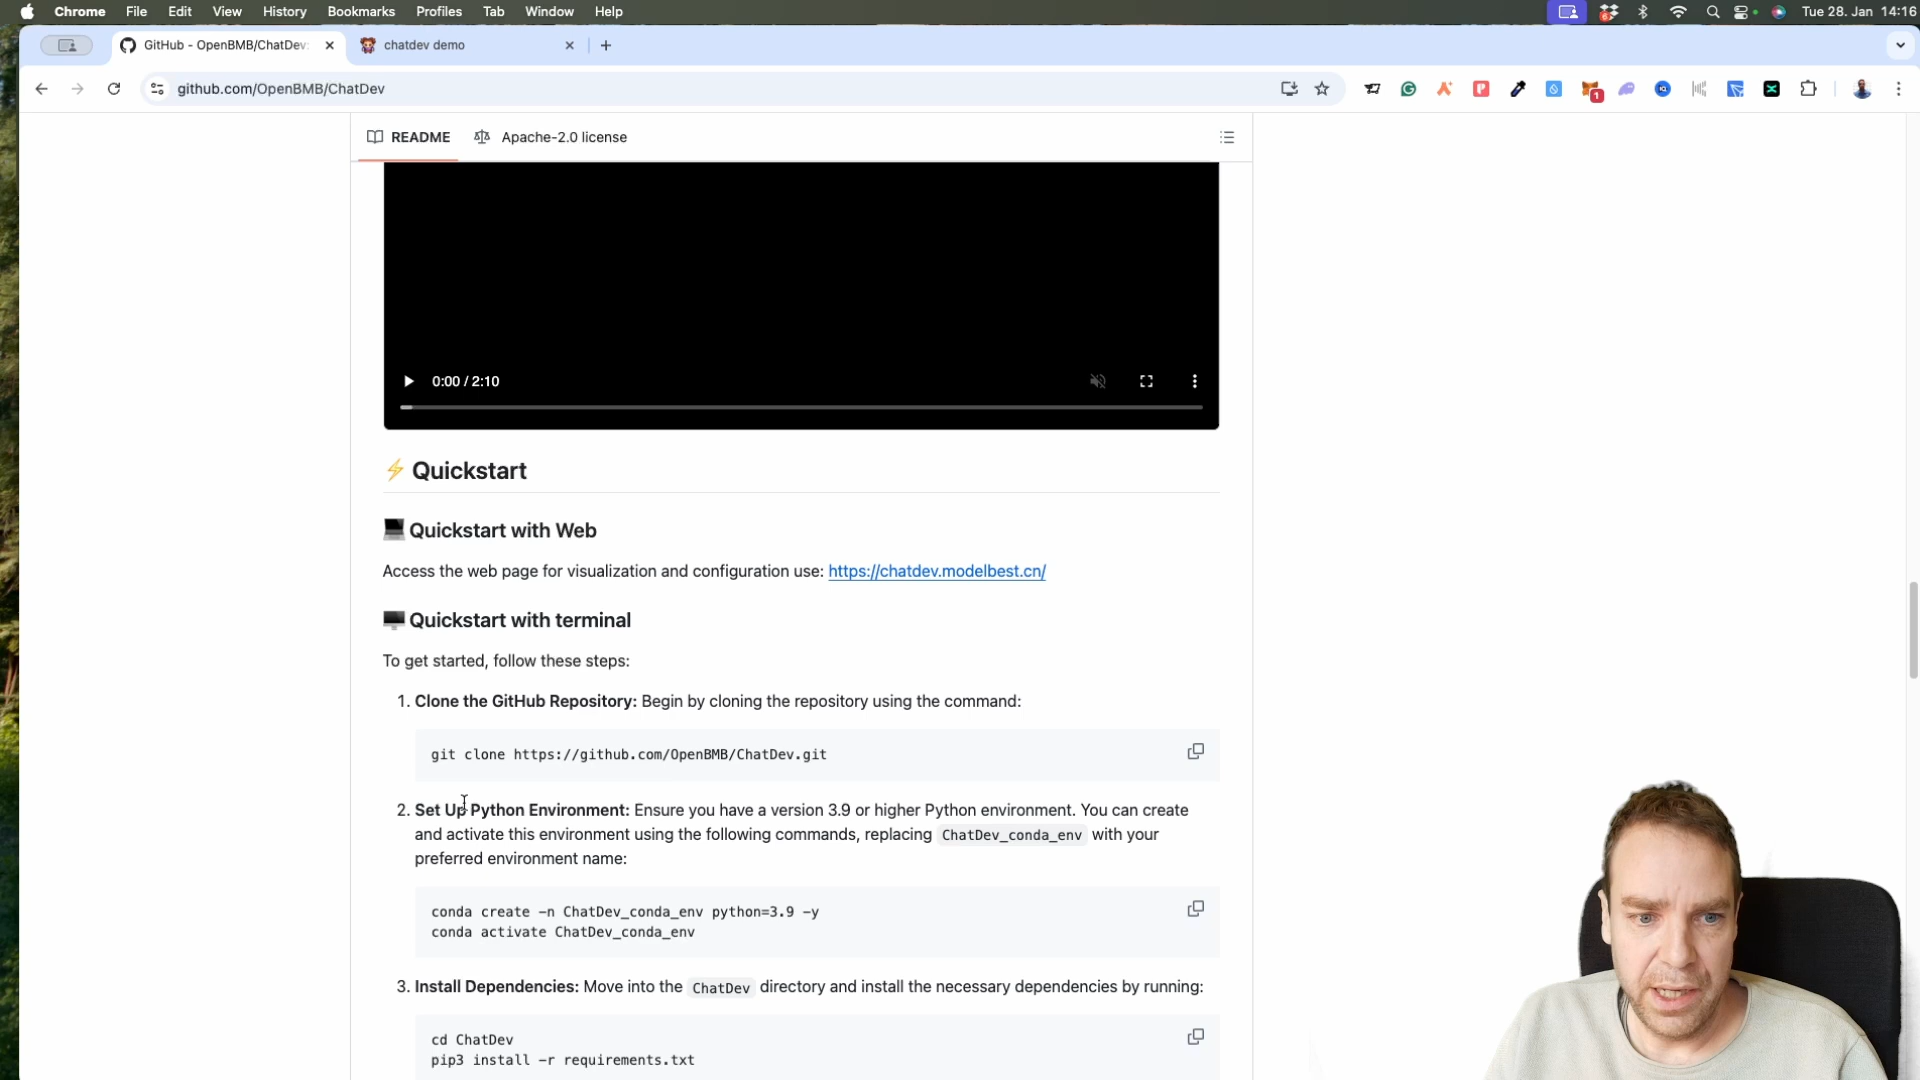 Chrome File Edit View History Bookmarks Profiles Tab Window Help Tue 28. Jan 14:16
GitHub - OpenBMB/ChatDev: chatdev demo
github.com/OpenBMB/ChatDev
1
README Apache-2.0 license
0:00 / 2:10
⚡ Quickstart
💻 Quickstart with Web
Access the web page for visualization and configuration use: https://chatdev.modelbest.cn/
🖥️ Quickstart with terminal
To get started, follow these steps:
1. Clone the GitHub Repository: Begin by cloning the repository using the command:
git clone https://github.com/OpenBMB/ChatDev.git
2. Set Up Python Environment: Ensure you have a version 3.9 or higher Python environment. You can create
and activate this environment using the following commands, replacing ChatDev_conda_env with your
preferred environment name:
conda create -n ChatDev_conda_env python=3.9 -y
conda activate ChatDev_conda_env
3. Install Dependencies: Move into the ChatDev directory and install the necessary dependencies by running:
cd ChatDev
pip3 install -r requirements.txt